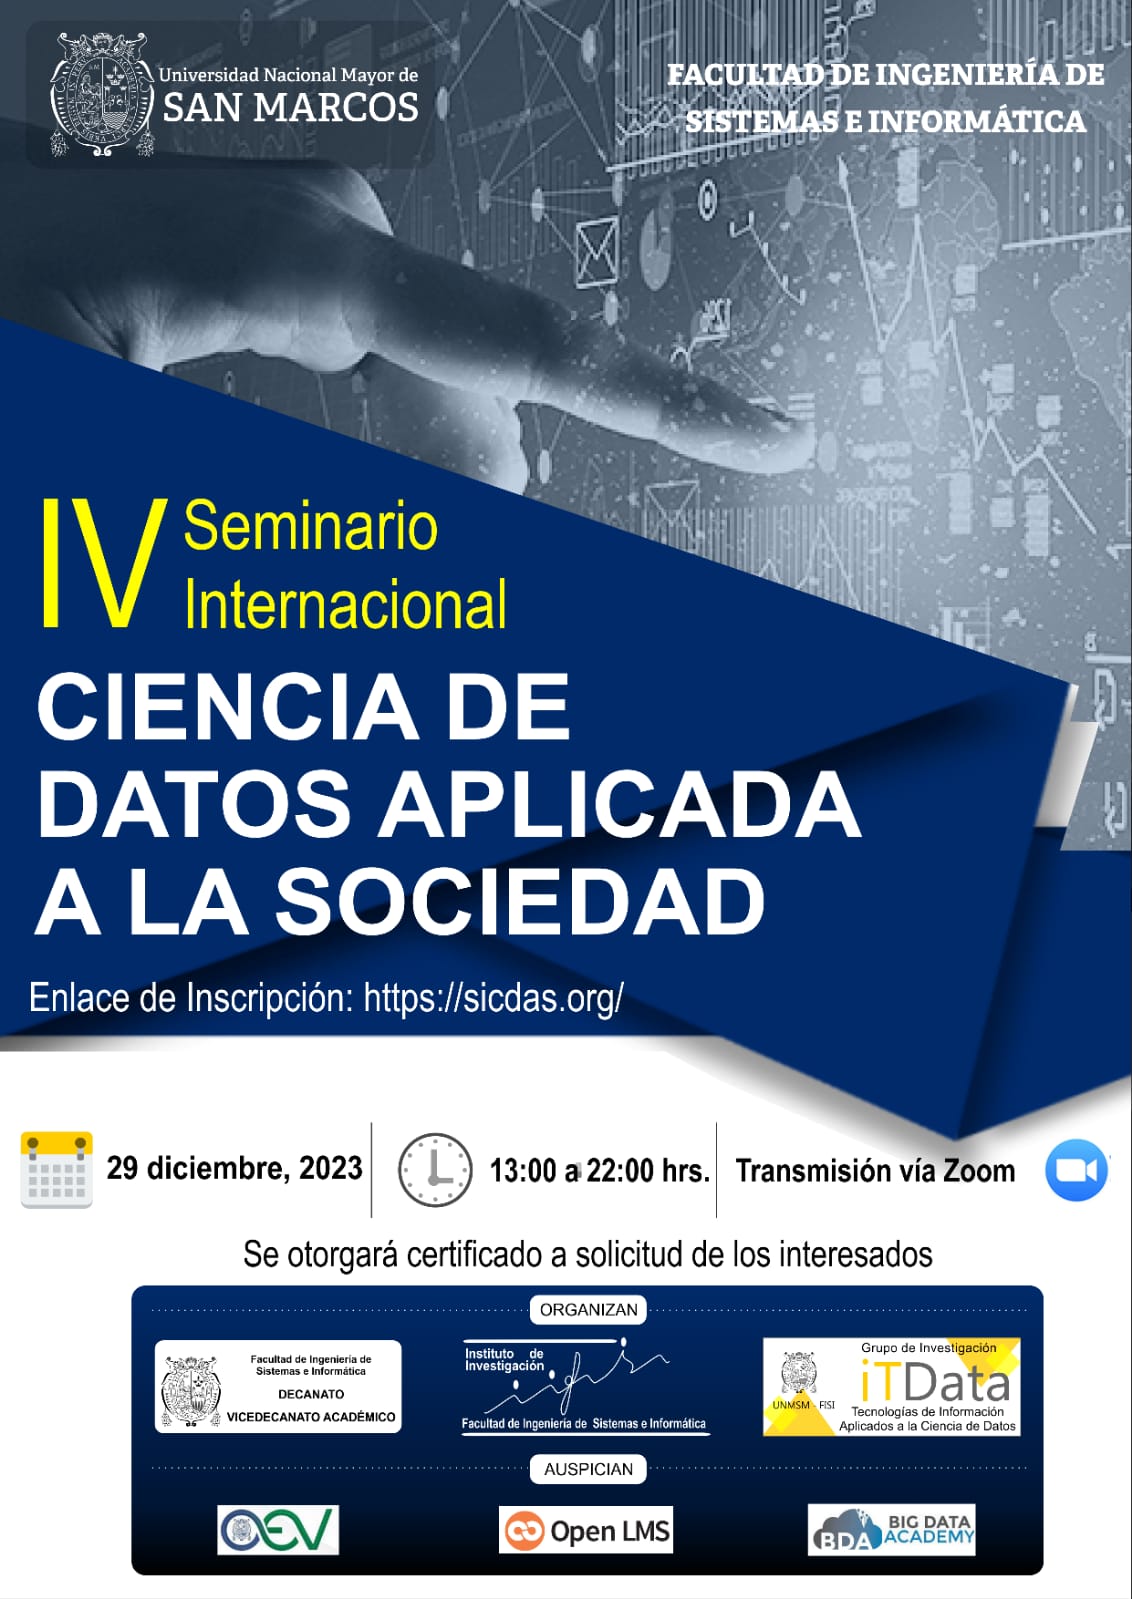 Universidad Nacional Mayor de
SAN MARCOS
FACULTAD DE INGENIERÍA DE
SISTEMAS E INFORMÁTICA
IV Seminario
Internacional
CIENCIA DE
DATOS APLICADA
A LA SOCIEDAD
Enlace de Inscripción: https://sicdas.org/
29 diciembre, 2023
13:00 a 22:00 hrs.
Transmisión vía Zoom
Se otorgará certificado a solicitud de los interesados
ORGANIZAN
Facultad de Ingeniería de
Sistemas e Informática
DECANATO
VICEDECANATO ACADÉMICO
Instituto de
Investigación
Facultad de Ingeniería de Sistemas e Informática
Grupo de Investigación
iTData
UNMSM - FISI
Tecnologías de Información
Aplicados a la Ciencia de Datos
AUSPICIAN
OEV
Open LMS
BDA
BIG DATA
ACADEMY